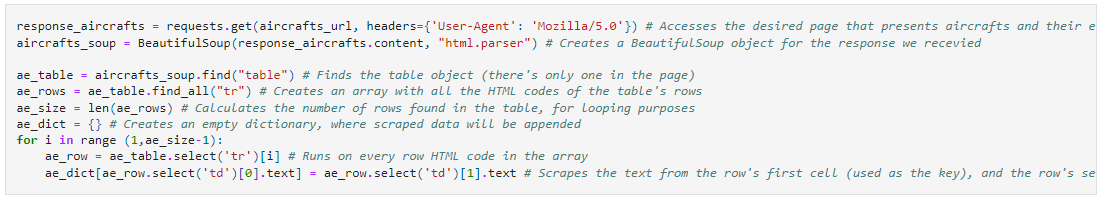 response_aircrafts = requests.get(aircrafts_url, headers={'User-Agent': 'Mozilla/5.0'}) # Accesses the desired page that presents aircrafts and their e
aircrafts_soup = BeautifulSoup(response_aircrafts.content, "html.parser") # Creates a BeautifulSoup object for the response we recevied
ae_table = aircrafts_soup.find("table") # Finds the table object (there's only one in the page)
ae_rows = ae_table.find_all("tr") # Creates an array with all the HTML codes of the table's rows
ae_size = len(ae_rows) # Calculates the number of rows found in the table, for looping purposes
ae_dict = {} # Creates an empty dictionary, where scraped data will be appended
for i in range (1,ae_size-1):
    ae_row = ae_table.select('tr')[i] # Runs on every row HTML code in the array
    ae_dict[ae_row.select('td')[0].text] = ae_row.select('td')[1].text # Scrapes the text from the row's first cell (used as the key), and the row's se